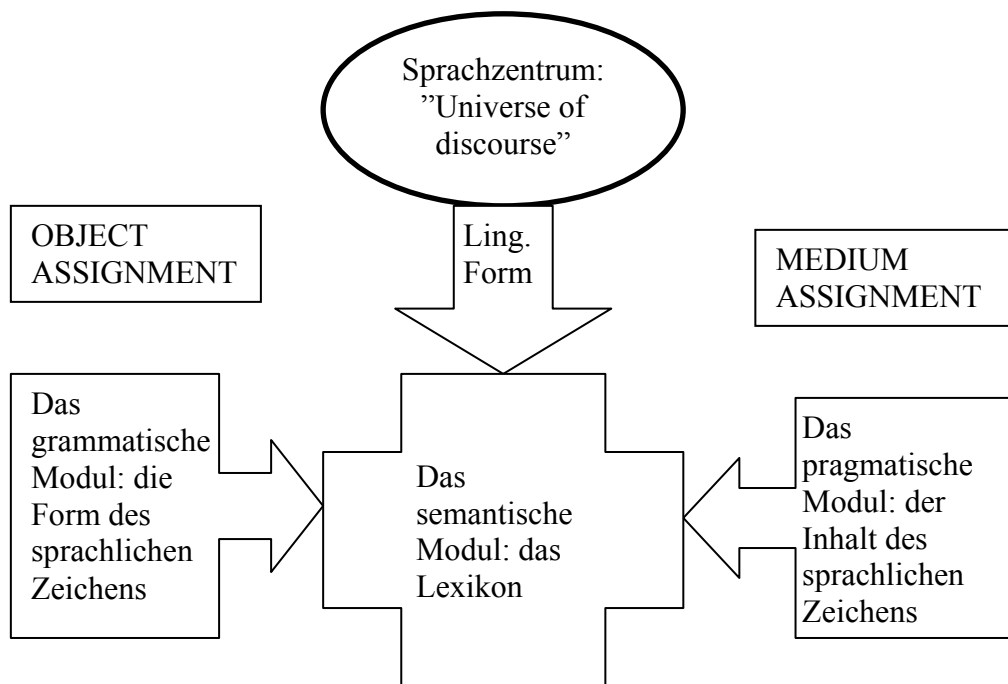 Sprachzentrum:
”Universe of
discourse”
OBJECT
ASSIGNMENT
Ling.
Form
MEDIUM
ASSIGNMENT
Das
grammatische
Modul: die
Form des
sprachlichen
Zeichens
Das
semantische
Modul: das
Lexikon
Das
pragmatische
Modul: der
Inhalt des
sprachlichen
Zeichens